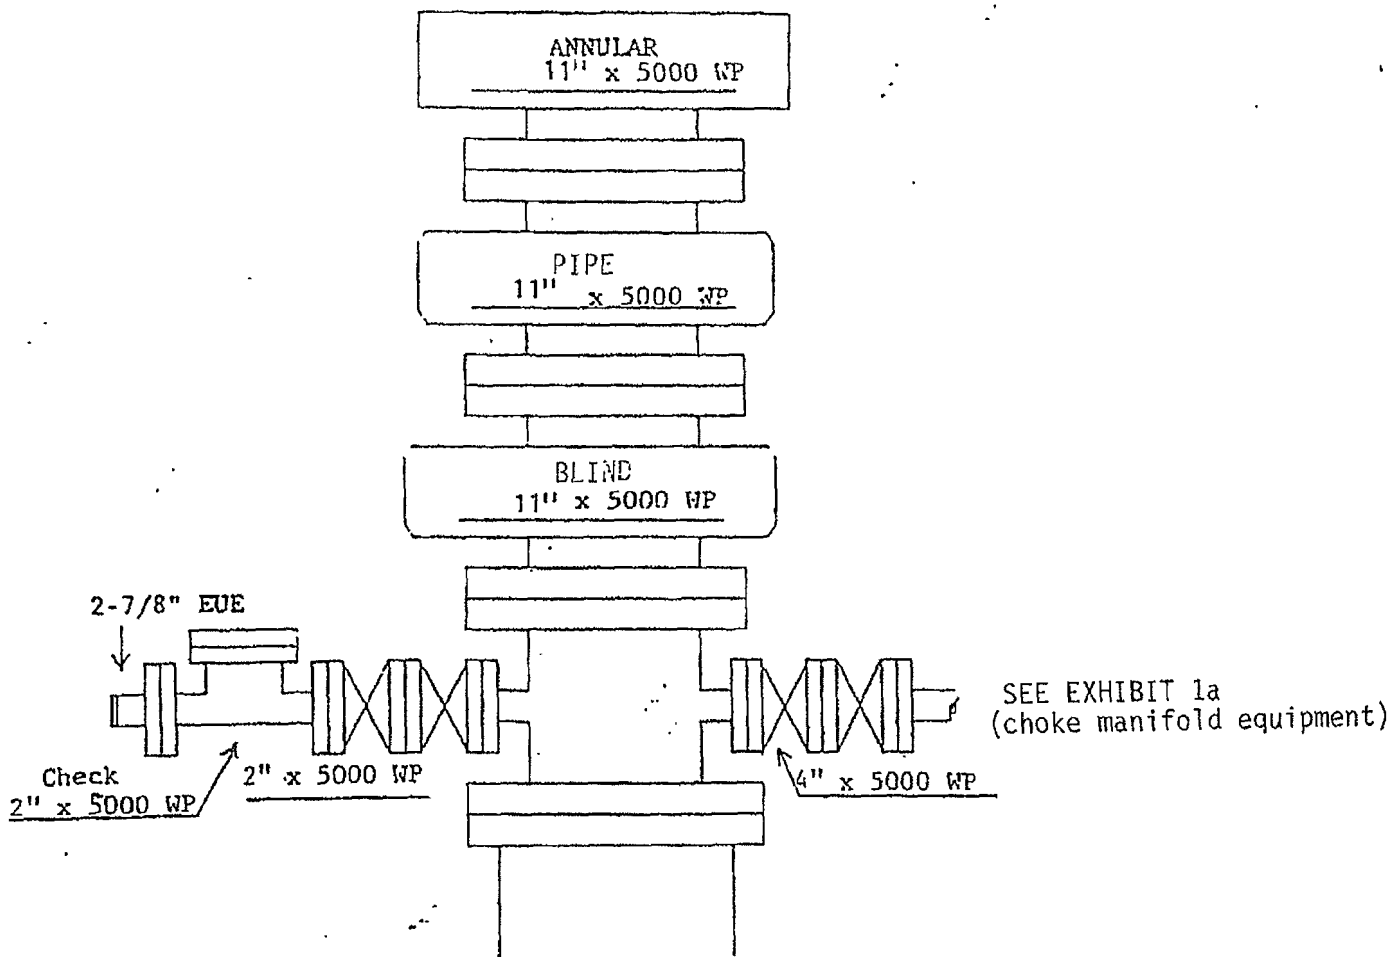 ANNULAR
11" x 5000 WP
PIPE
11" x 5000 WP
BLIND
11" x 5000 WP
2-7/8" EUE
SEE EXHIBIT 1a
(choke manifold equipment)
Check
2" x 5000 WP
2" x 5000 WP
4" x 5000 WP